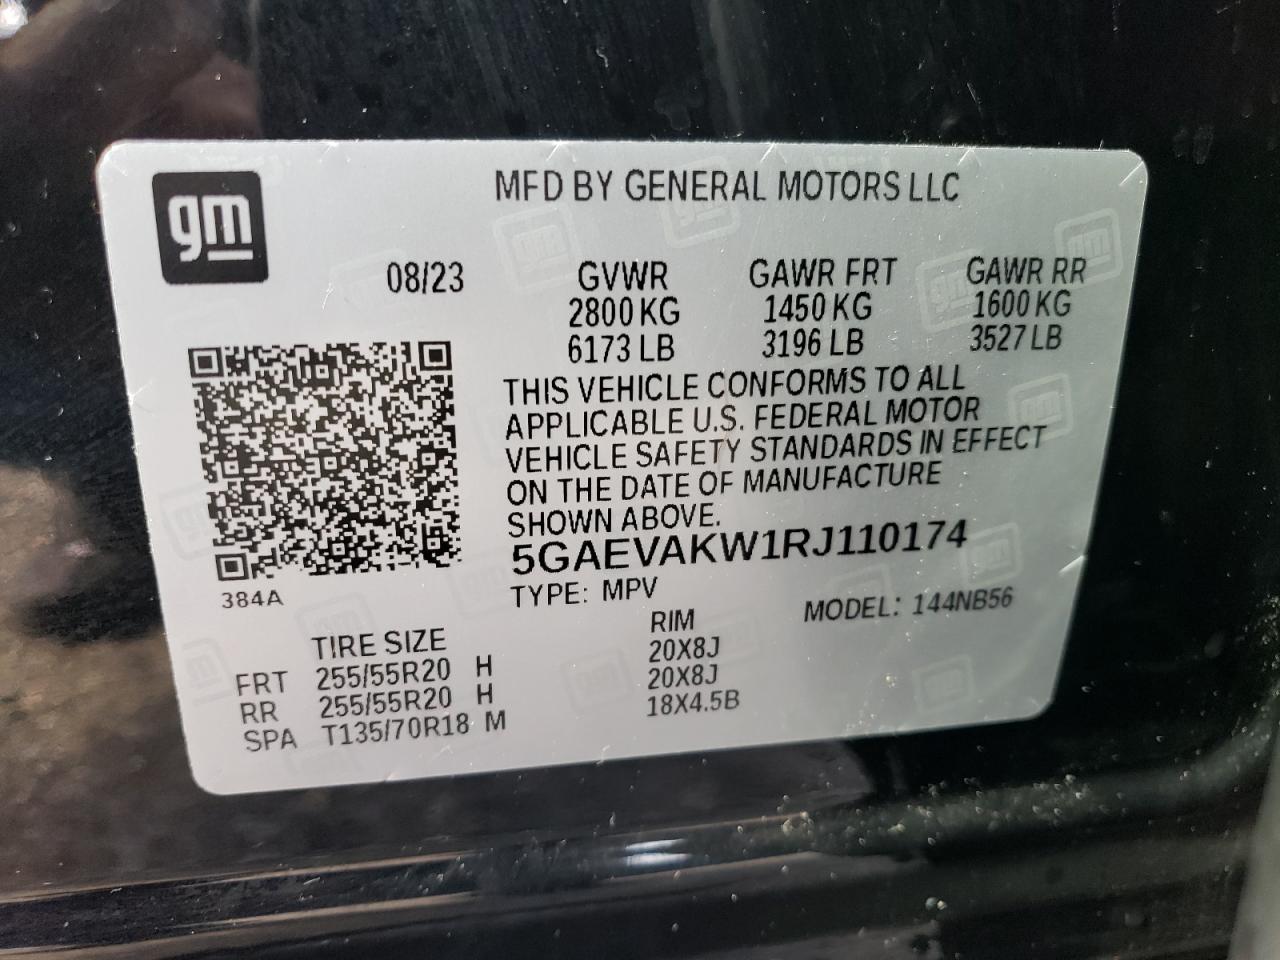 gm
MFD BY GENERAL MOTORS LLC
08/23 GVWR GAWR FRT GAWR RR
2800 KG 1450 KG 1600 KG
6173 LB 3196 LB 3527 LB
THIS VEHICLE CONFORMS TO ALL
APPLICABLE U.S. FEDERAL MOTOR
VEHICLE SAFETY STANDARDS IN EFFECT
ON THE DATE OF MANUFACTURE
SHOWN ABOVE.
5GAEVAKW1RJ110174
384A
TYPE: MPV MODEL: 144NB56
TIRE SIZE RIM
FRT 255/55R20 H 20X8J
RR 255/55R20 H 20X8J
SPA T135/70R18 M 18X4.5B